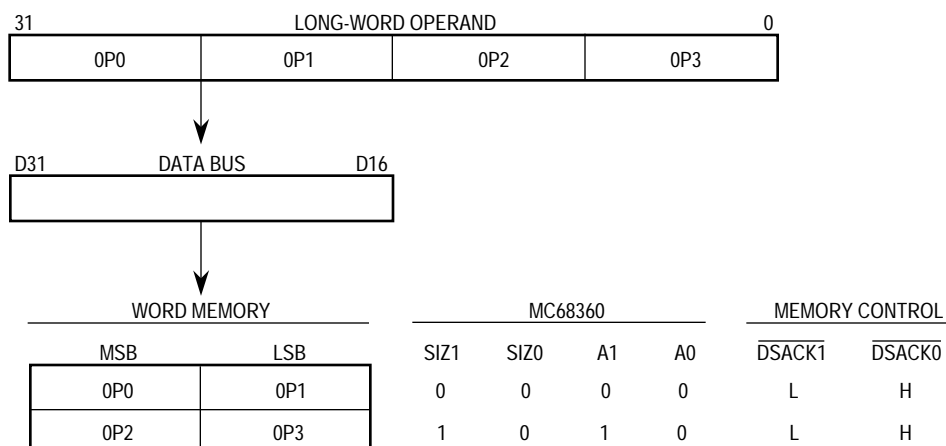 31 LONG-WORD OPERAND 0
0P0 0P1 0P2 0P3
D31 DATA BUS D16
WORD MEMORY MC68360 MEMORY CONTROL
MSB LSB SIZ1 SIZ0 A1 A0 DSACK1 DSACK0
0P0 0P1 0 0 0 0 L H
0P2 0P3 1 0 1 0 L H